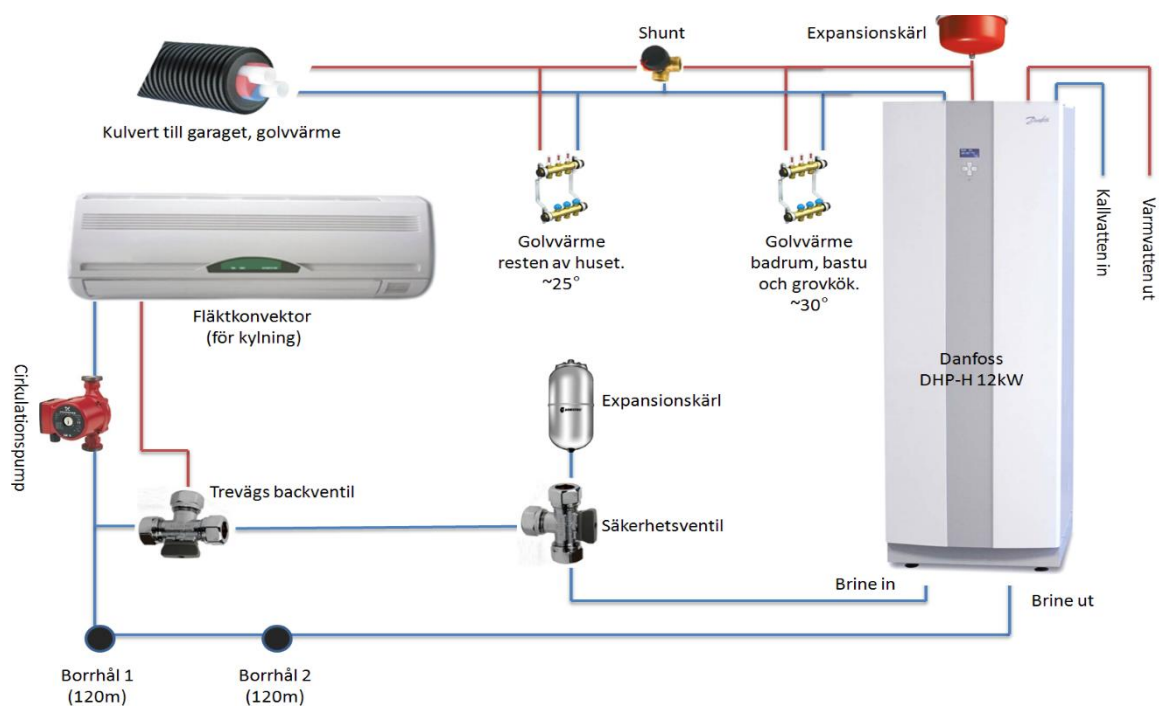 Shunt
Expansionskärl
Kulvert till garaget, golvvärme
Danfoss
Golvvärme
resten av huset.
~25°
Golvvärme
badrum, bastu
och grovkök.
~30°
Kallvatten in
Varmvatten ut
Fläktkonvektor
(för kylning)
Danfoss
DHP-H 12kW
Cirkulationspump
Expansionskärl
Trevägs backventil
Säkerhetsventil
Brine in
Brine ut
Borrhål 1
(120m)
Borrhål 2
(120m)